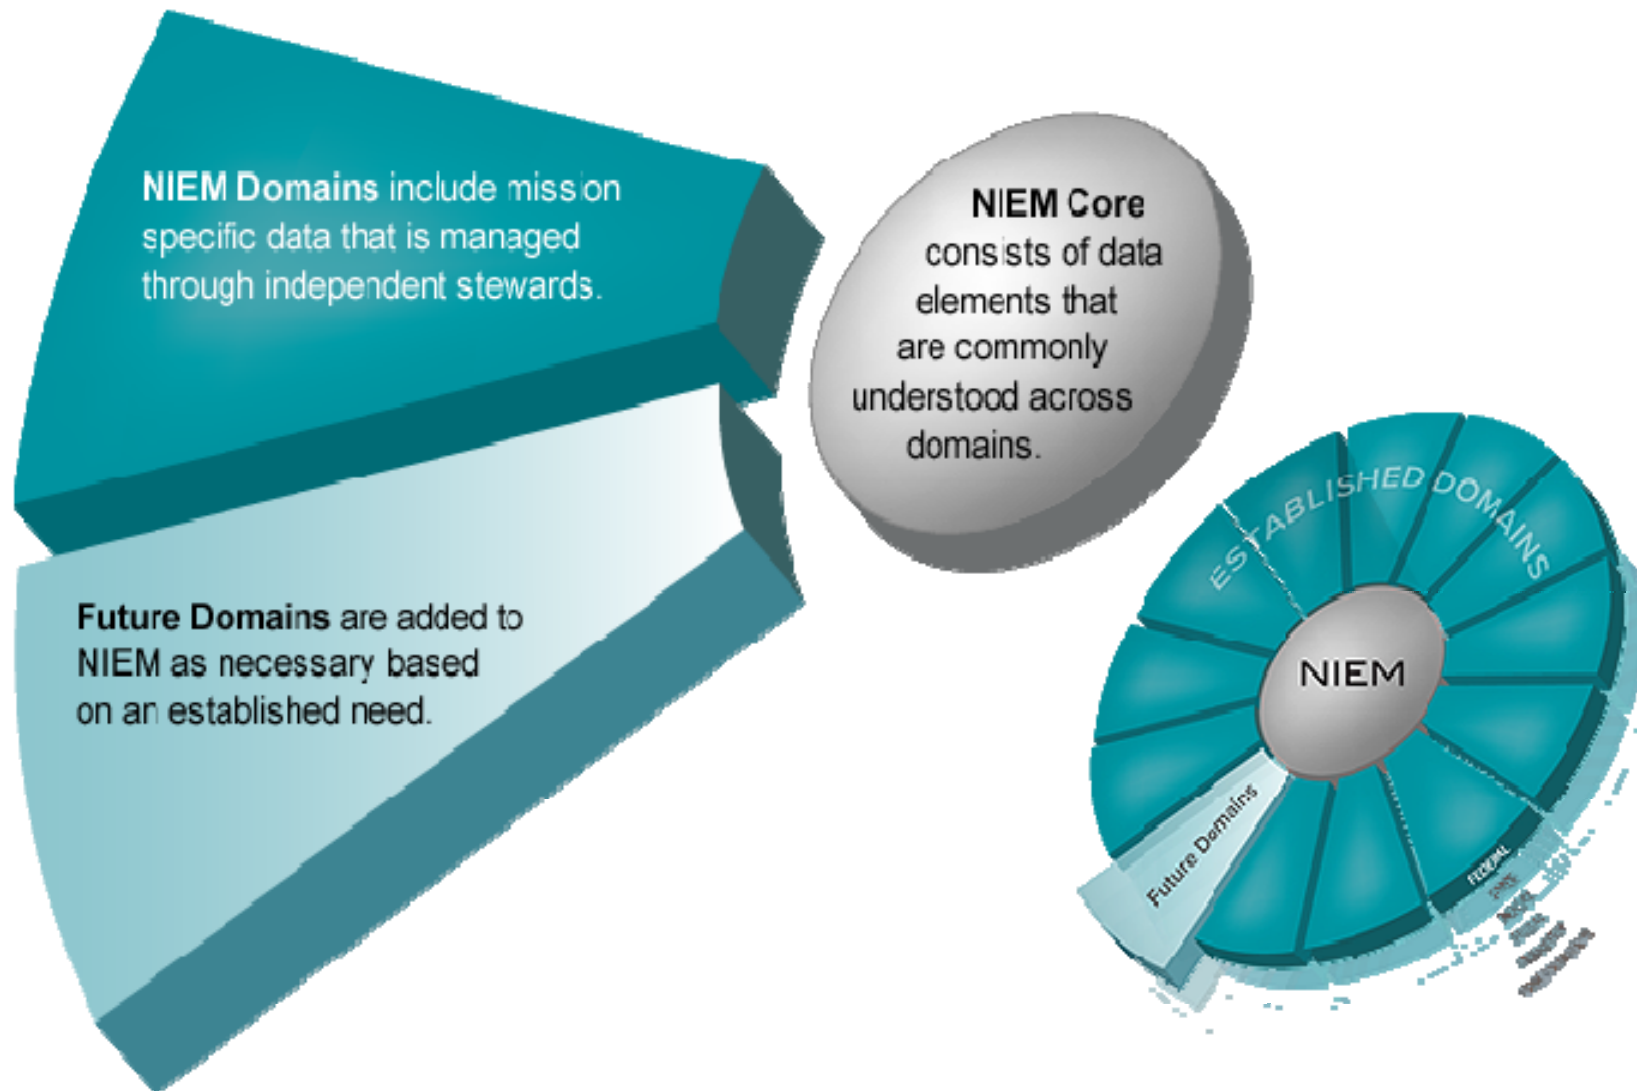 NIEM Domains include mission
specific data that is managed
through independent stewards.
NIEM Core
consists of data
elements that
are commonly
understood across
domains.
Future Domains are added to
NIEM as necessary based
on an established need.
ESTABLISHED DOMAINS
NIEM
Future Domains
FEDERAL